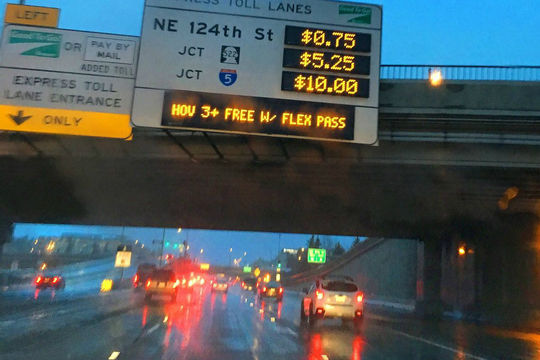 LEFT
Good To Go!
OR
PAY BY
MAIL
ADDED TOLL
EXPRESS TOLL
LANE ENTRANCE
ONLY
EXPRESS TOLL LANES
Good To Go!
NE 124th St $0.75
JCT 522 $5.25
JCT 5 $10.00
HOV 3+ FREE W/ FLEX PASS